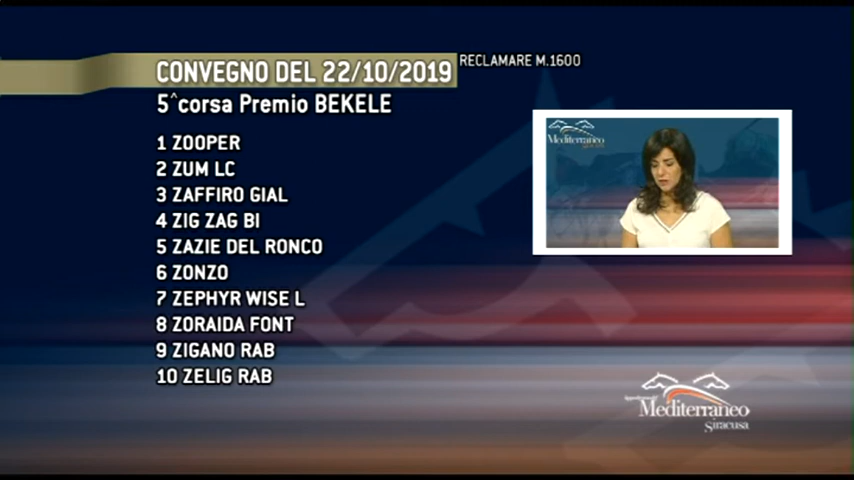 CONVEGNO DEL 22/10/2019
RECLAMARE M.1600
5^corsa Premio BEKELE
1 ZOOPER
2 ZUM LC
3 ZAFFIRO GIAL
4 ZIG ZAG BI
5 ZAZIE DEL RONCO
6 ZONZO
7 ZEPHYR WISE L
8 ZORAIDA FONT
9 ZIGANO RAB
10 ZELIG RAB
Mediterraneo
Mediterraneo
Siracusa